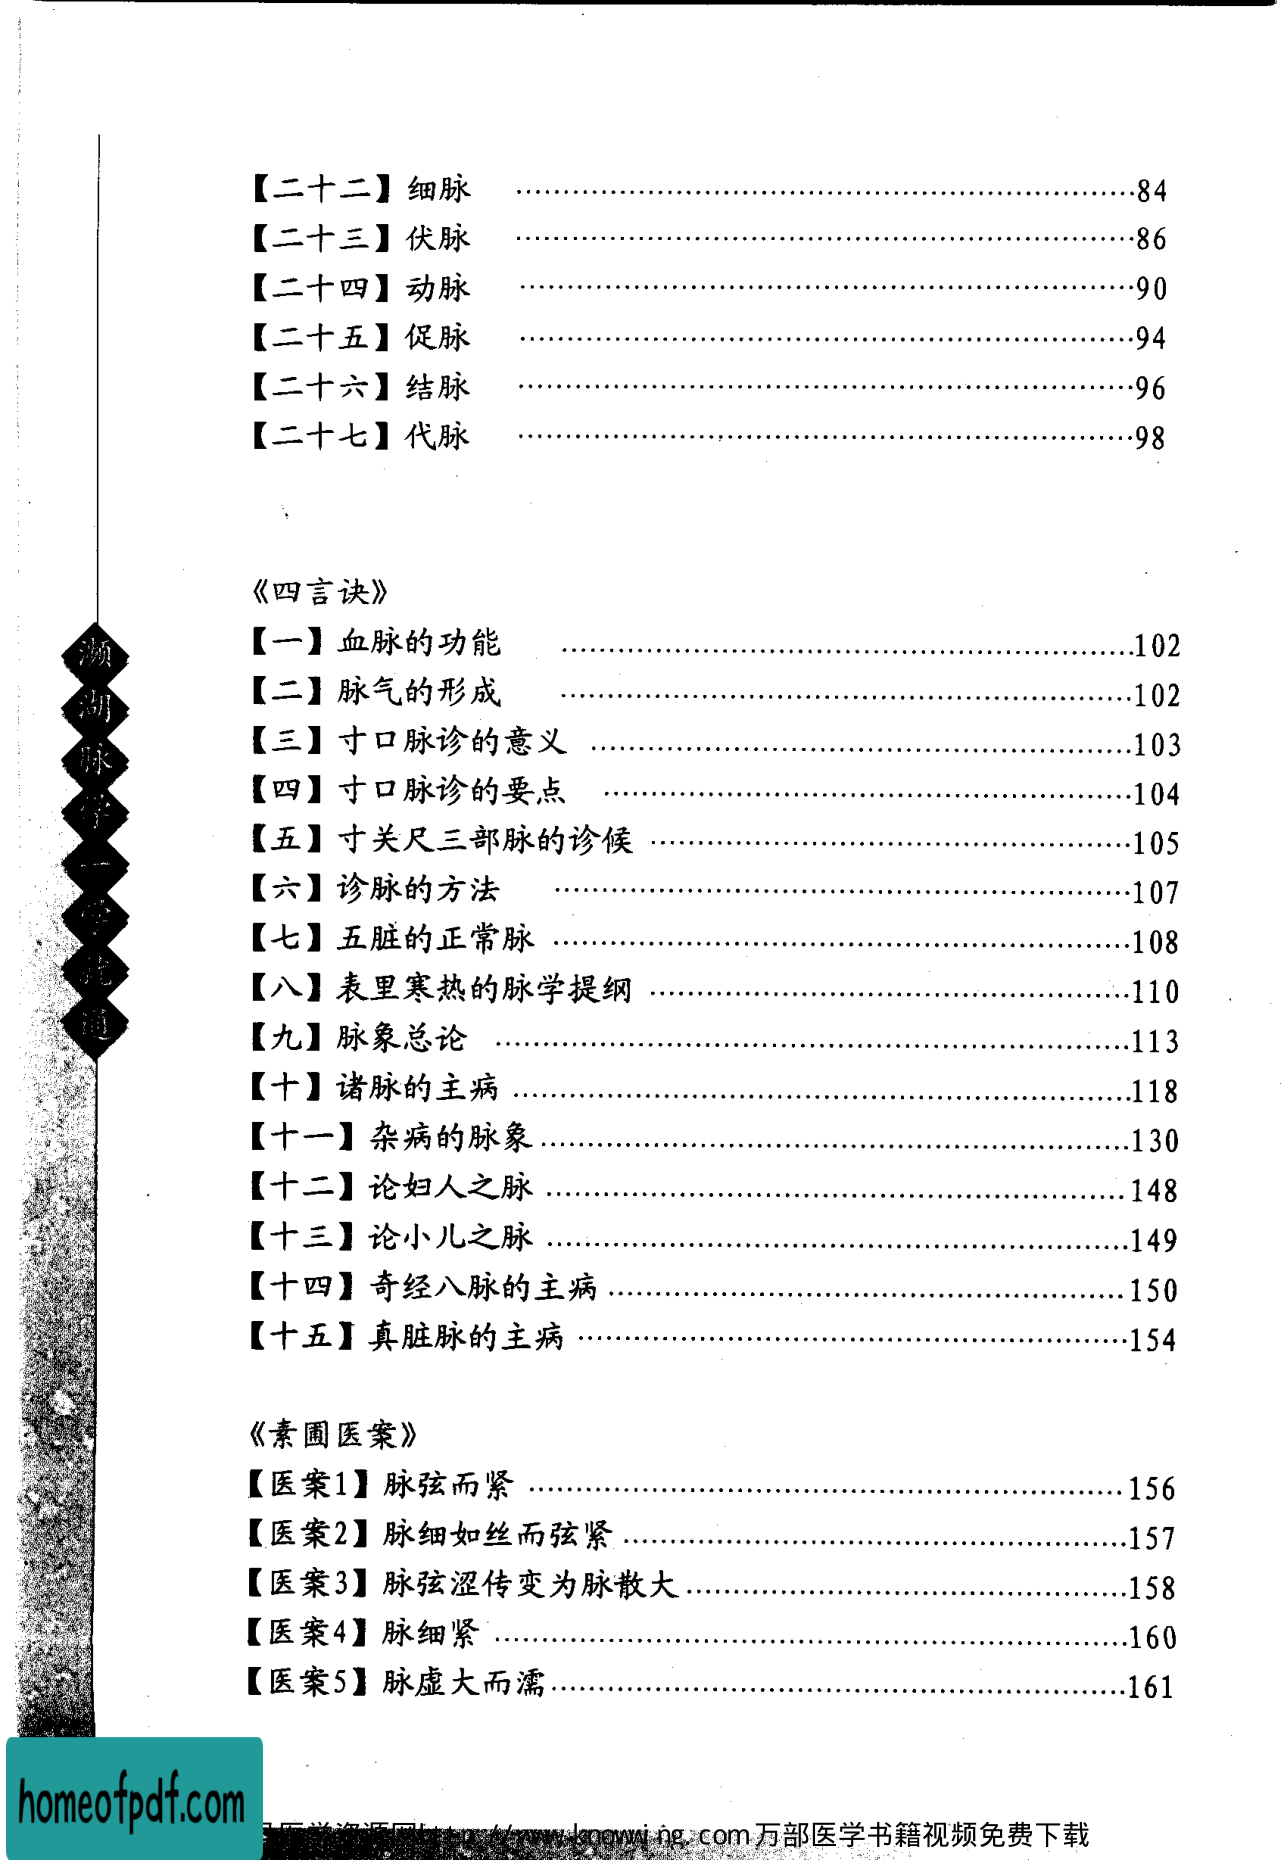 【二十二】细脉 ……84
【二十三】伏脉 ……86
【二十四】动脉 ……90
【二十五】促脉 ……94
【二十六】结脉 ……96
【二十七】代脉 ……98
《四言诀》
【一】血脉的功能 ……102
【二】脉气的形成 ……102
【三】寸口脉诊的意义 ……103
【四】寸口脉诊的要点 ……104
【五】寸关尺三部脉的诊候 ……105
【六】诊脉的方法 ……107
【七】五脏的正常脉 ……108
【八】表里寒热的脉学提纲 ……110
【九】脉象总论 ……113
【十】诸脉的主病 ……118
【十一】杂病的脉象 ……130
【十二】论妇人之脉 ……148
【十三】论小儿之脉 ……149
【十四】奇经八脉的主病 ……150
【十五】真脏脉的主病 ……154
《素圃医案》
【医案1】脉弦而紧 ……156
【医案2】脉细如丝而弦紧 ……157
【医案3】脉弦涩传变为脉散大 ……158
【医案4】脉细紧 ……160
【医案5】脉虚大而濡 ……161
濒湖脉学一学就通
homeofpdf.com
医学资源网http://www.knowwing.com万部医学书籍视频免费下载